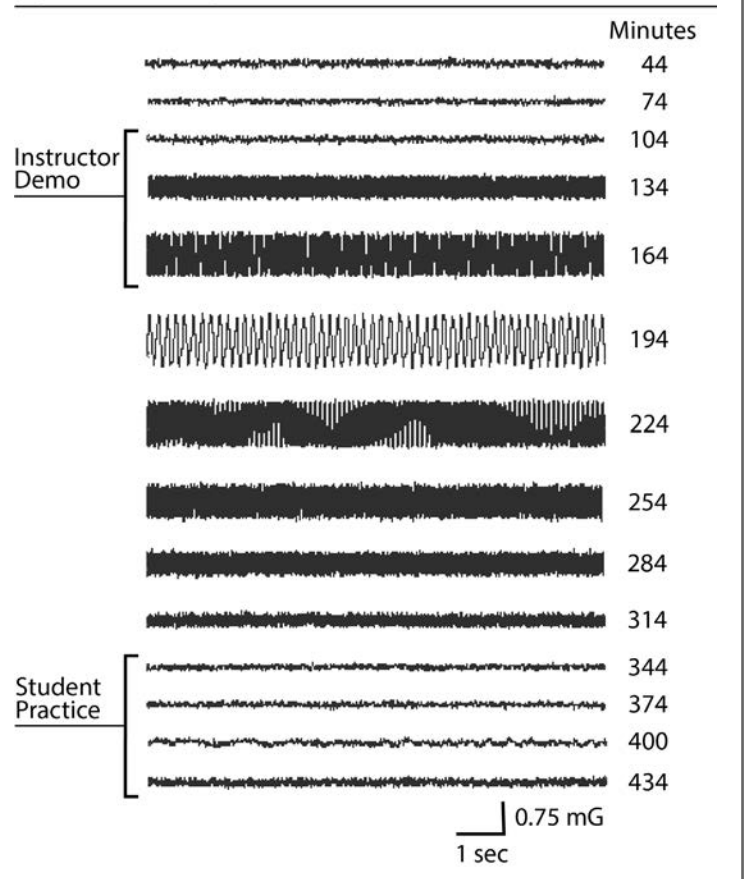 Minutes
44
74
104
Instructor
Demo
134
164
194
224
254
284
314
344
Student
Practice
374
400
434
0.75 mG
1 sec